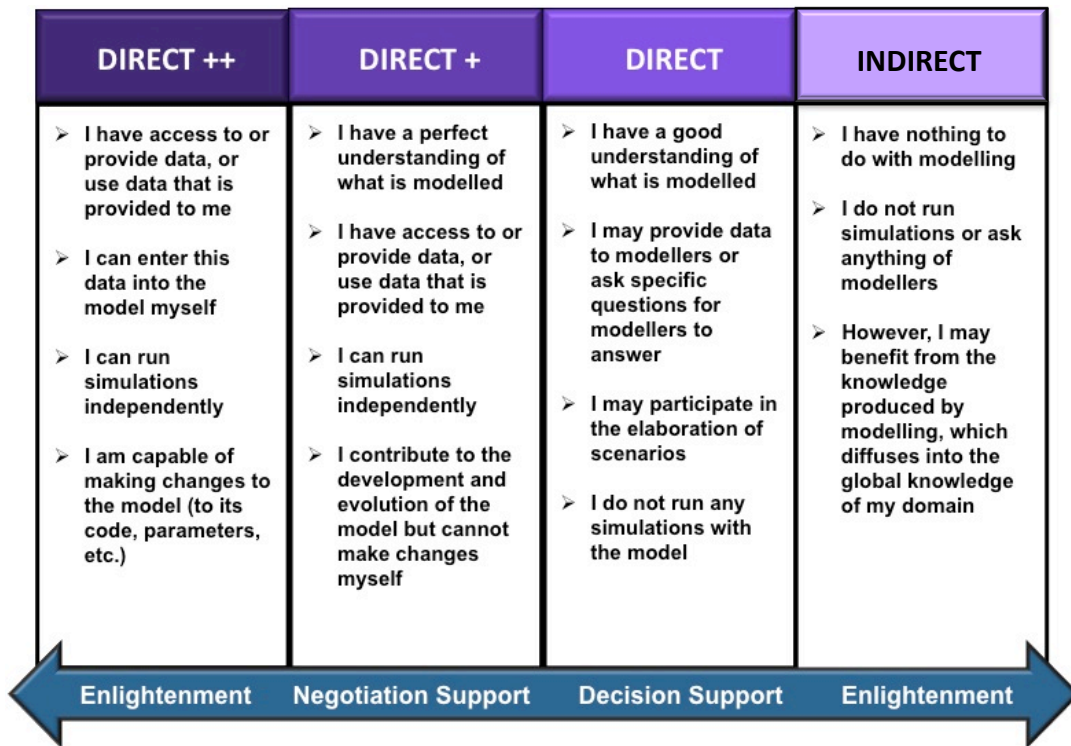 DIRECT ++
➢ I have access to or
provide data, or
use data that is
provided to me
➢ I can enter this
data into the
model myself
➢ I can run
simulations
independently
➢ I am capable of
making changes to
the model (to its
code, parameters,
etc.)
DIRECT +
➢ I have a perfect
understanding of
what is modelled
➢ I have access to or
provide data, or
use data that is
provided to me
➢ I can run
simulations
independently
➢ I contribute to the
development and
evolution of the
model but cannot
make changes
myself
DIRECT
➢ I have a good
understanding of
what is modelled
➢ I may provide data
to modellers or
ask specific
questions for
modellers to
answer
➢ I may participate in
the elaboration of
scenarios
➢ I do not run any
simulations with
the model
INDIRECT
➢ I have nothing to
do with modelling
➢ I do not run
simulations or ask
anything of
modellers
➢ However, I may
benefit from the
knowledge
produced by
modelling, which
diffuses into the
global knowledge
of my domain
Enlightenment Negotiation Support Decision Support Enlightenment